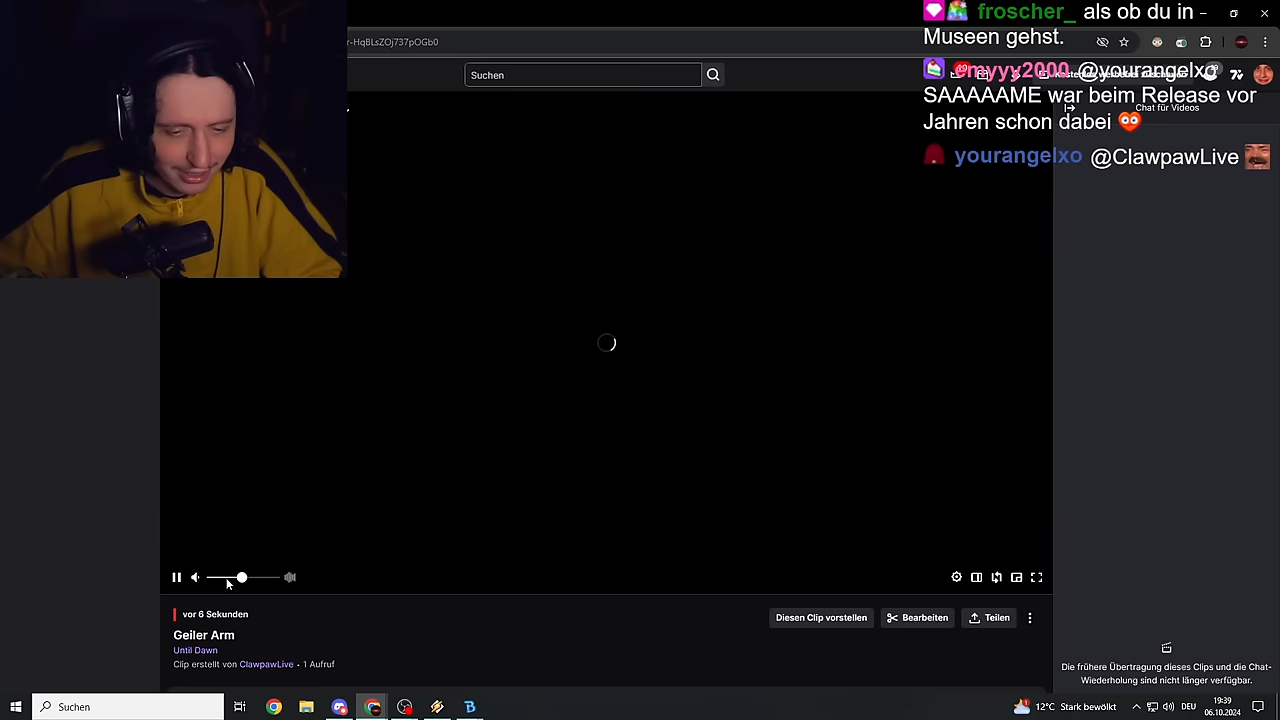 froscher_ als ob du in
Museen gehst.
r-HqBLsZOj737pOGb0
Suchen
emyyy2000 @yourangelxo
SAAAAAME war beim Release vor
Jahren schon dabei
Chat für Videos
yourangelxo @ClawpawLive
vor 6 Sekunden
Diesen Clip vorstellen
Bearbeiten
Teilen
Geiler Arm
Until Dawn
Clip erstellt von ClawpawLive • 1 Aufruf
Die frühere Übertragung dieses Clips und die Chat-
Wiederholung sind nicht länger verfügbar.
Suchen
12°C Stark bewölkt
DEU
19:39
06.10.2024